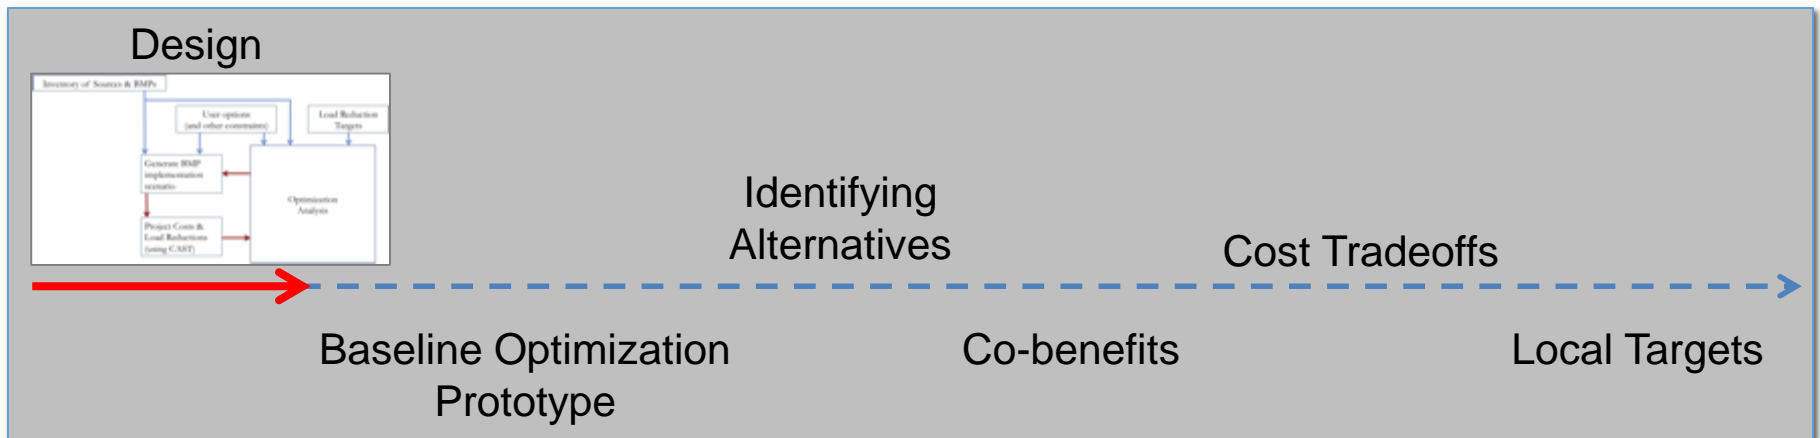 Design
Inventory of Sources & BMPs
User options
(and other constraints)
Load Reduction
Targets
Generate BMP
implementation
scenario
Optimization
Analysis
Project Costs &
Load Reductions
(using CAST)
Identifying
Alternatives
Cost Tradeoffs
Baseline Optimization
Prototype
Co-benefits
Local Targets